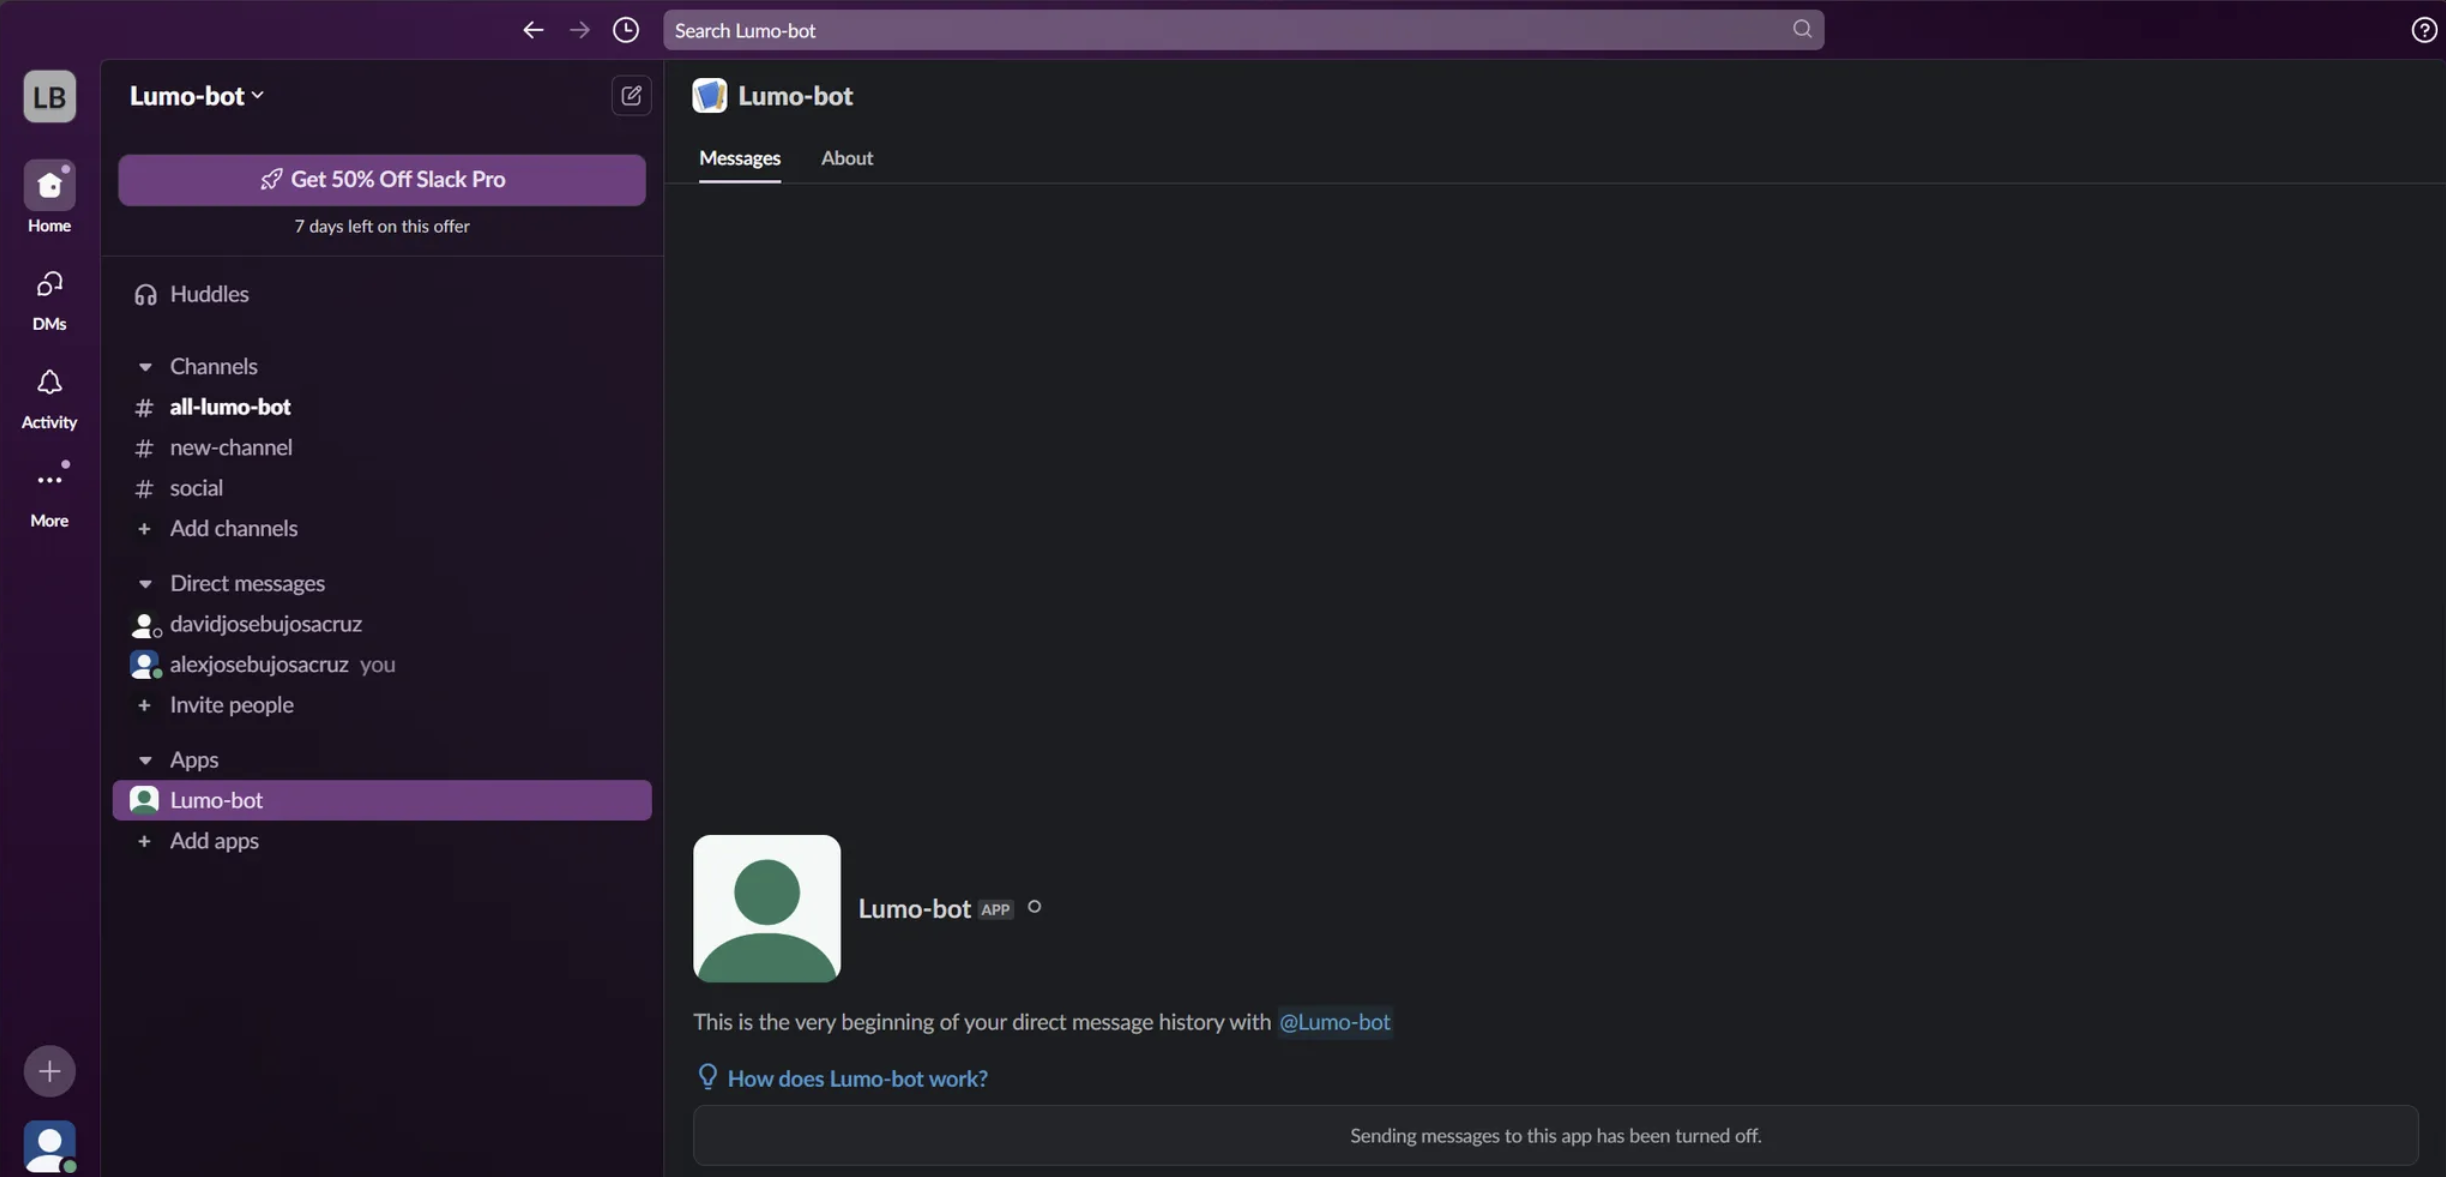 Search Lumo-bot
LB
Lumo-bot
Get 50% Off Slack Pro
7 days left on this offer
Home
DMs
Activity
More
Huddles
Channels
# all-lumo-bot
# new-channel
# social
+ Add channels
Direct messages
davidjosebujosacruz
alexjosebujosacruz you
+ Invite people
Apps
Lumo-bot
+ Add apps
Lumo-bot
Messages About
Lumo-bot APP
This is the very beginning of your direct message history with @Lumo-bot
How does Lumo-bot work?
Sending messages to this app has been turned off.